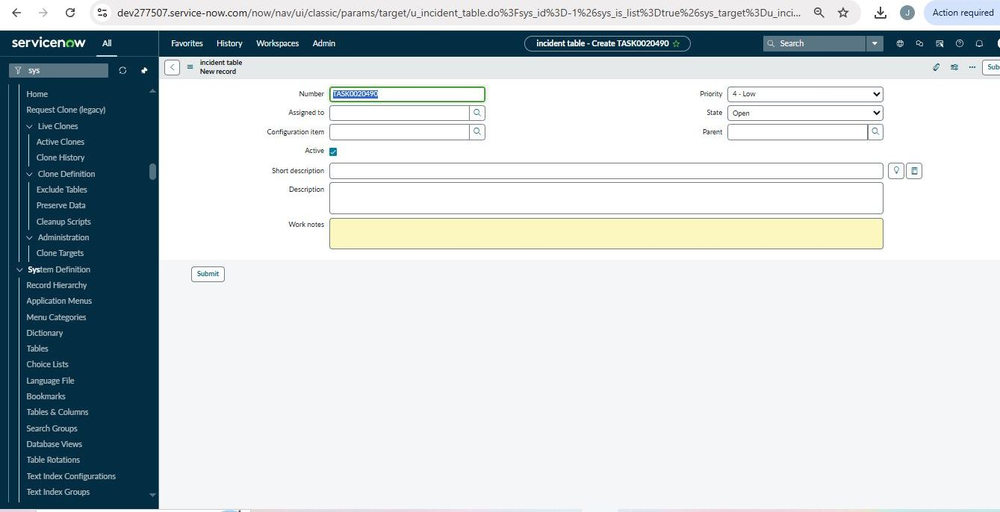 dev277507.service-now.com/now/nav/ui/classic/params/target/u_incident_table.do%3Fsys_id%3D-1%26sys_is_list%3Dtrue%26sys_target%3Du_inci...
J
Action required
servicenow
All
Favorites
History
Workspaces
Admin
incident table - Create TASK0020490
Search
sys
incident table
New record
Sub
Home
Request Clone (legacy)
Live Clones
Active Clones
Clone History
Clone Definition
Exclude Tables
Preserve Data
Cleanup Scripts
Administration
Clone Targets
System Definition
Record Hierarchy
Application Menus
Menu Categories
Dictionary
Tables
Choice Lists
Language File
Bookmarks
Tables & Columns
Search Groups
Database Views
Table Rotations
Text Index Configurations
Text Index Groups
Number
TASK0020490
Assigned to
Configuration item
Active
Priority
4 - Low
State
Open
Parent
Short description
Description
Work notes
Submit